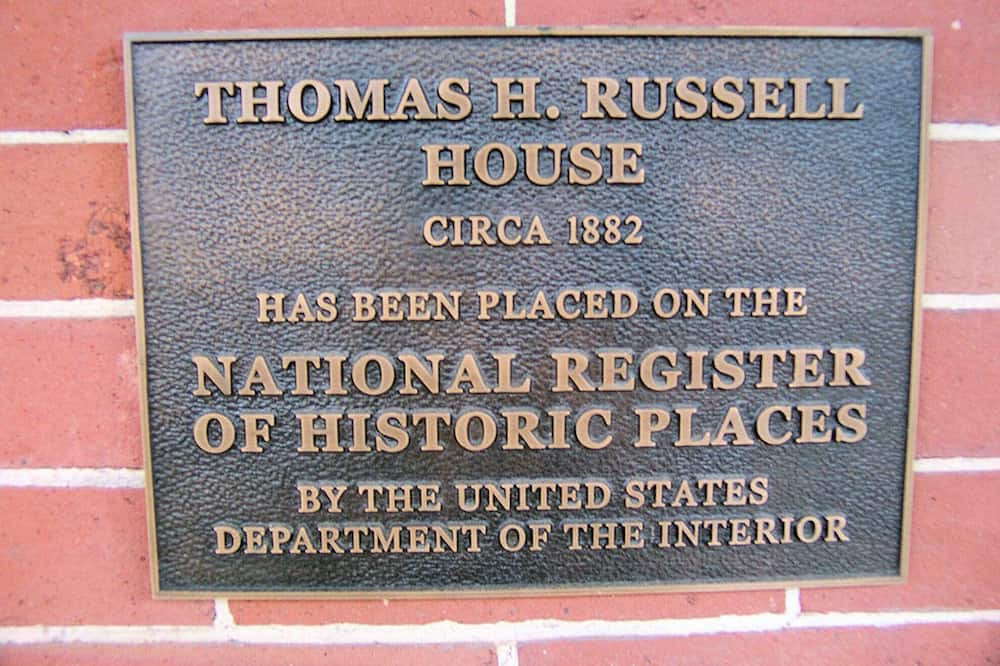 THOMAS H. RUSSELL
HOUSE
CIRCA 1882
HAS BEEN PLACED ON THE
NATIONAL REGISTER
OF HISTORIC PLACES
BY THE UNITED STATES
DEPARTMENT OF THE INTERIOR